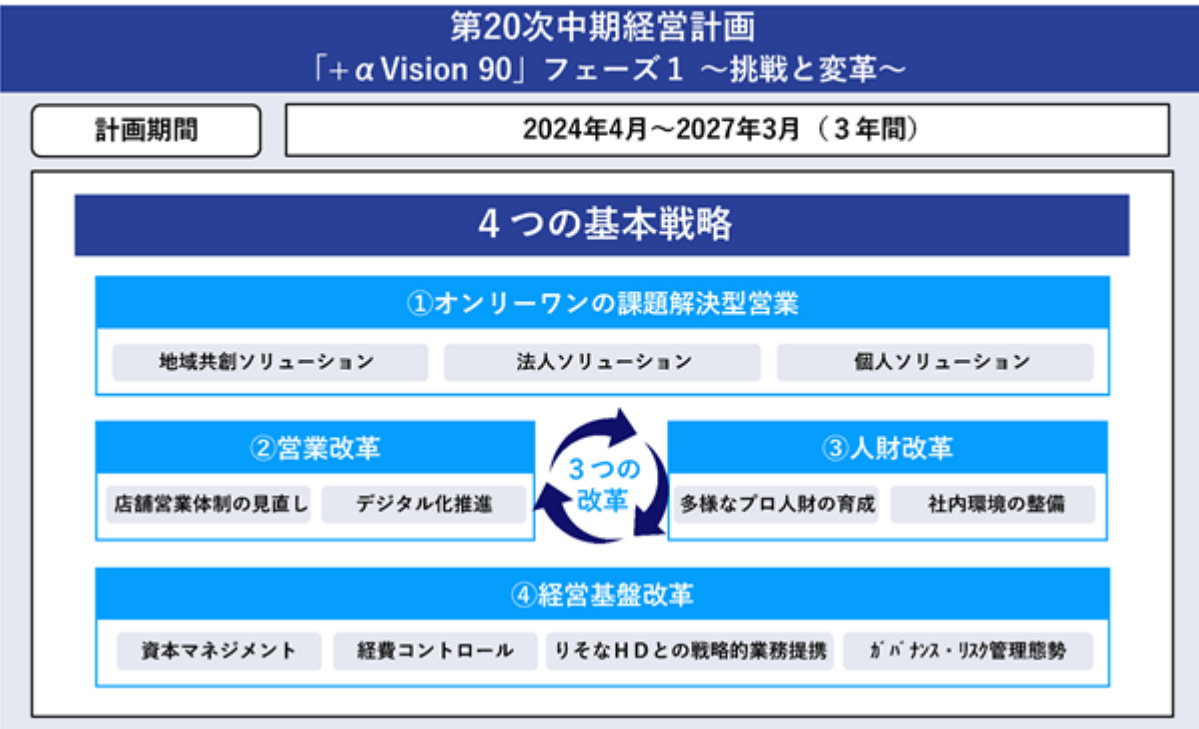 第20次中期経営計画
「+α Vision 90」フェーズ1 ～挑戦と変革～
計画期間
2024年4月～2027年3月（３年間）
４つの基本戦略
①オンリーワンの課題解決型営業
地域共創ソリューション
法人ソリューション
個人ソリューション
②営業改革
店舗営業体制の見直し
デジタル化推進
３つの
改革
③人財改革
多様なプロ人財の育成
社内環境の整備
④経営基盤改革
資本マネジメント
経費コントロール
りそなＨＤとの戦略的業務提携
ｶﾞﾊﾞﾅﾝｽ・ﾘｽｸ管理態勢